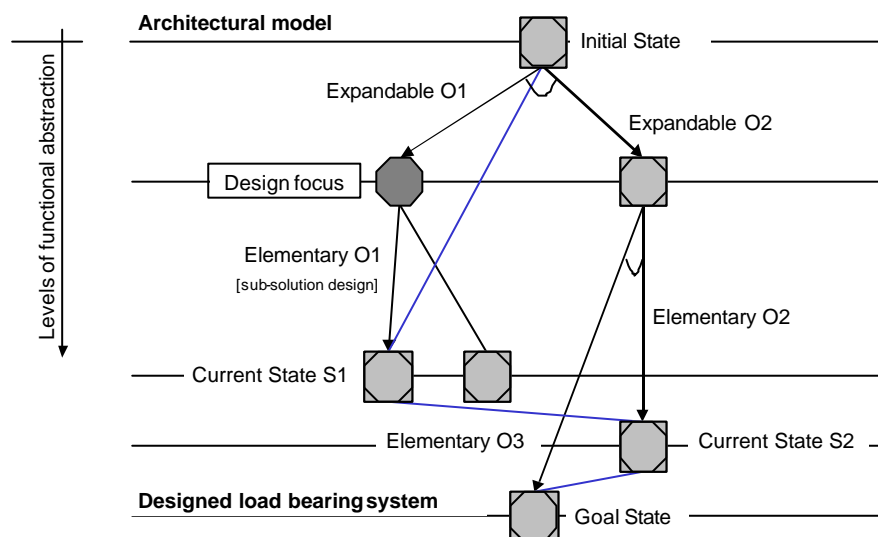 Architectural model
Initial State
Expandable O1
Expandable O2
Levels of functional abstraction
Design focus
Elementary O1
[sub-solution design]
Elementary O2
Current State S1
Elementary O3
Current State S2
Designed load bearing system
Goal State